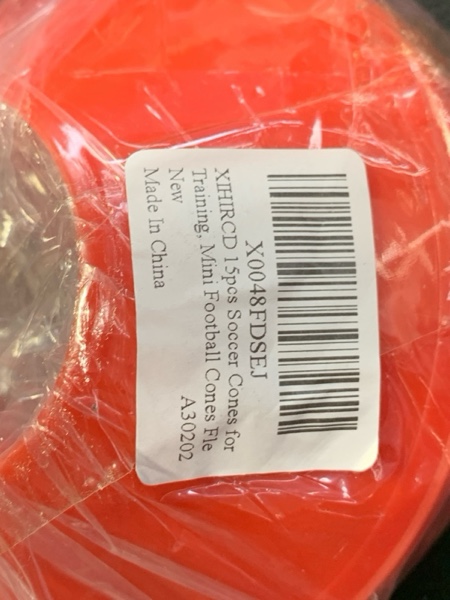 X0048FDSEJ
XIHIRCD 15pcs Soccer Cones for
Training, Mini Football Cones Fle
New A30202
Made In China